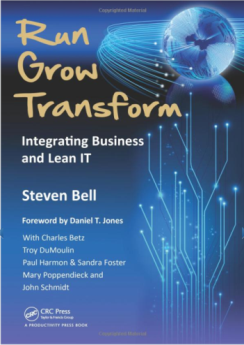 Run
Grow
Transform
Integrating Business
and Lean IT
Steven Bell
Foreword by Daniel T. Jones
With Charles Betz
Troy DuMoulin
Paul Harmon & Sandra Foster
Mary Poppendieck and
John Schmidt
CRC Press
Taylor & Francis Group
A PRODUCTIVITY PRESS BOOK